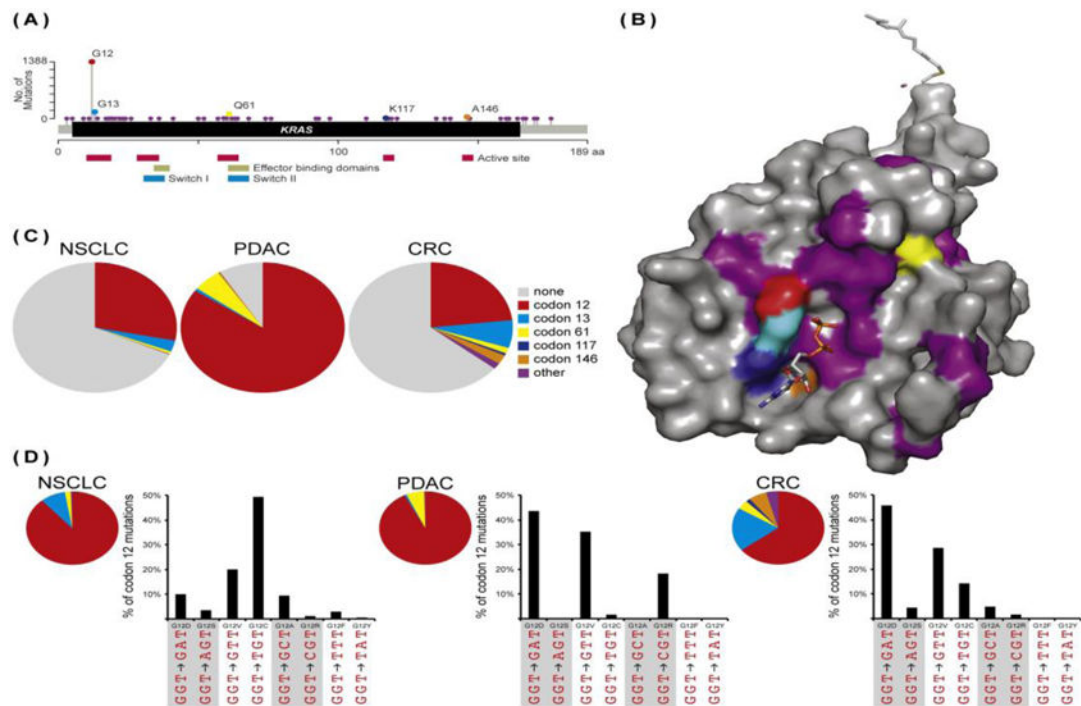 ( A )
G12
1388
No. of
Mutations
G13
Q61
K117
A146
0
KRAS
0
100
189 aa
Active site
Effector binding domains
Switch I
Switch II
( B )
( C )
NSCLC
PDAC
CRC
none
codon 12
codon 13
codon 61
codon 117
codon 146
other
( D )
NSCLC
% of codon 12 mutations
50%
40%
30%
20%
10%
G12D
G12S
G12V
G12C
G12A
G12R
G12F
G12Y
GGT→GAT
GGT→AGT
GGT→GTT
GGT→TGT
GGT→GCT
GGT→CGT
GGT→TTT
GGT→TAT
PDAC
% of codon 12 mutations
50%
40%
30%
20%
10%
G12D
G12S
G12V
G12C
G12A
G12R
G12F
G12Y
GGT→GAT
GGT→AGT
GGT→GTT
GGT→TGT
GGT→GCT
GGT→CGT
GGT→TTT
GGT→TAT
CRC
% of codon 12 mutations
50%
40%
30%
20%
10%
G12D
G12S
G12V
G12C
G12A
G12R
G12F
G12Y
GGT→GAT
GGT→AGT
GGT→GTT
GGT→TGT
GGT→GCT
GGT→CGT
GGT→TTT
GGT→TAT